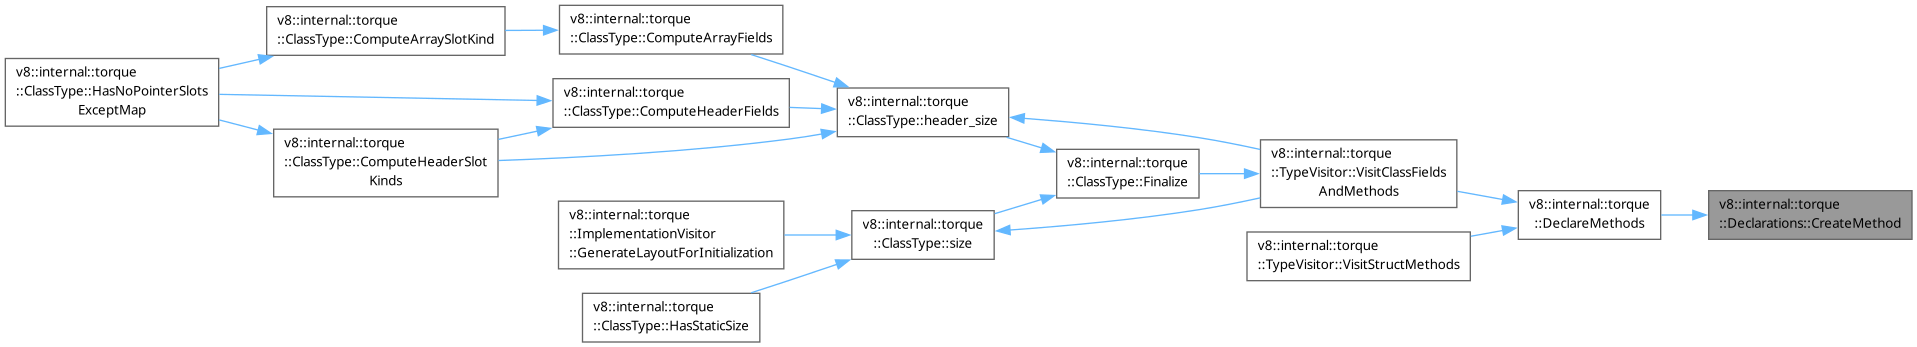 v8::internal::torque
::ClassType::HasNoPointerSlots
ExceptMap
v8::internal::torque
::ClassType::ComputeArraySlotKind
v8::internal::torque
::ClassType::ComputeHeaderSlot
Kinds
v8::internal::torque
::ClassType::ComputeArrayFields
v8::internal::torque
::ClassType::ComputeHeaderFields
v8::internal::torque
::ImplementationVisitor
::GenerateLayoutForInitialization
v8::internal::torque
::ClassType::HasStaticSize
v8::internal::torque
::ClassType::header_size
v8::internal::torque
::ClassType::size
v8::internal::torque
::ClassType::Finalize
v8::internal::torque
::TypeVisitor::VisitClassFields
AndMethods
v8::internal::torque
::TypeVisitor::VisitStructMethods
v8::internal::torque
::DeclareMethods
v8::internal::torque
::Declarations::CreateMethod